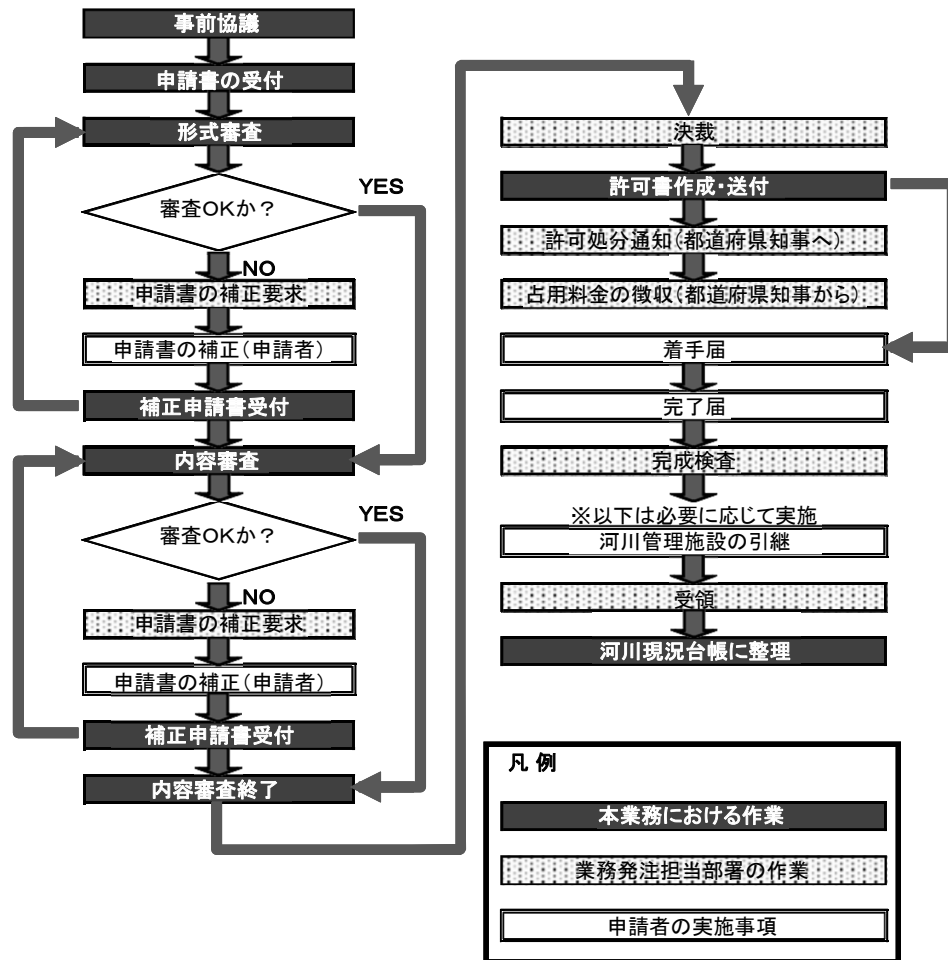 事前協議
申請書の受付
形式審査
YES
審査OKか？
NO
申請書の補正要求
申請書の補正(申請者)
補正申請書受付
内容審査
YES
審査OKか？
NO
申請書の補正要求
申請書の補正(申請者)
補正申請書受付
内容審査終了
決裁
許可書作成・送付
許可処分通知(都道府県知事へ)
占用料金の徴収(都道府県知事から)
着手届
完了届
完成検査
※以下は必要に応じて実施
河川管理施設の引継
受領
河川現況台帳に整理
凡 例
本業務における作業
業務発注担当部署の作業
申請者の実施事項